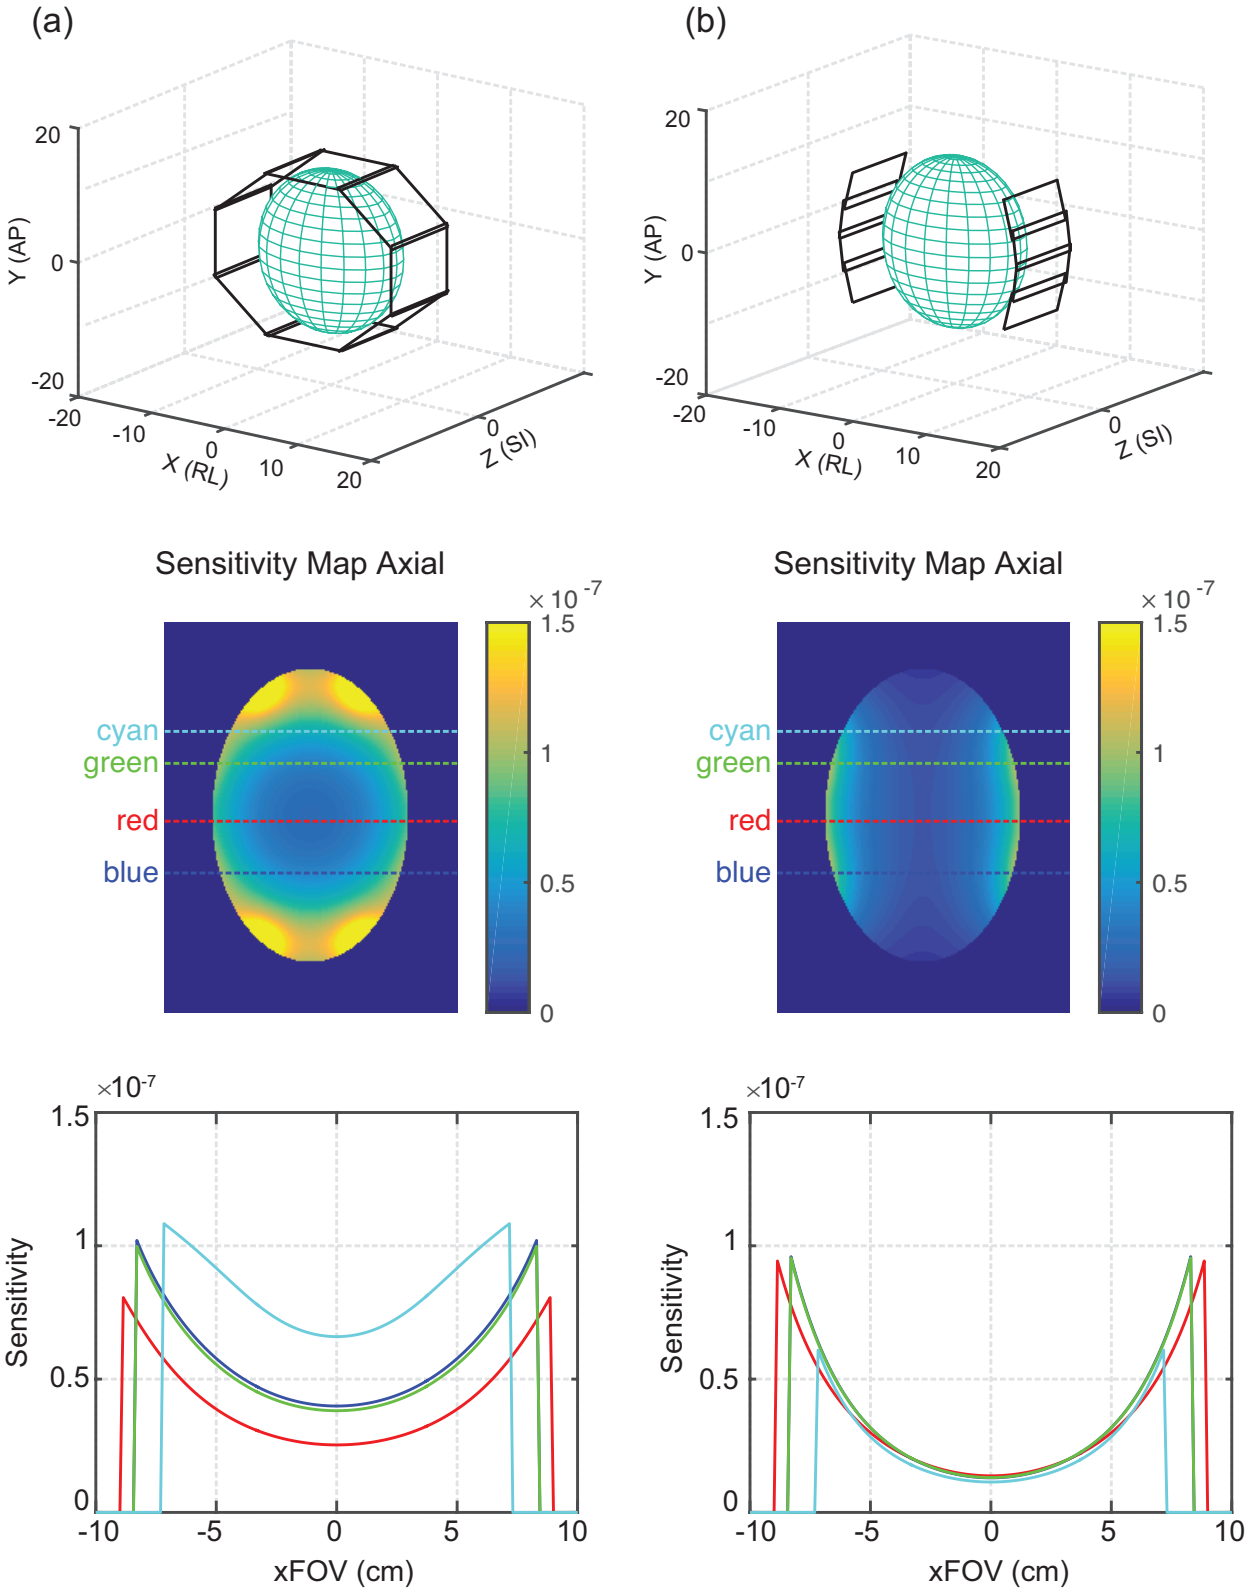 (a) (b)
20 20
Y (AP) 0 Y (AP) 0
-20 -20
-20 -10 0 10 20 X (RL) 0 Z (SI)
-20 -10 0 10 20 X (RL) 0 Z (SI)
Sensitivity Map Axial Sensitivity Map Axial
×10 -7 ×10 -7
1.5 1.5
cyan cyan
green 1 green 1
red red
blue 0.5 blue 0.5
0 0
×10-7 ×10-7
1.5 1.5
1 1
Sensitivity Sensitivity
0.5 0.5
0 0
-10 -5 0 5 10 -10 -5 0 5 10
xFOV (cm) xFOV (cm)